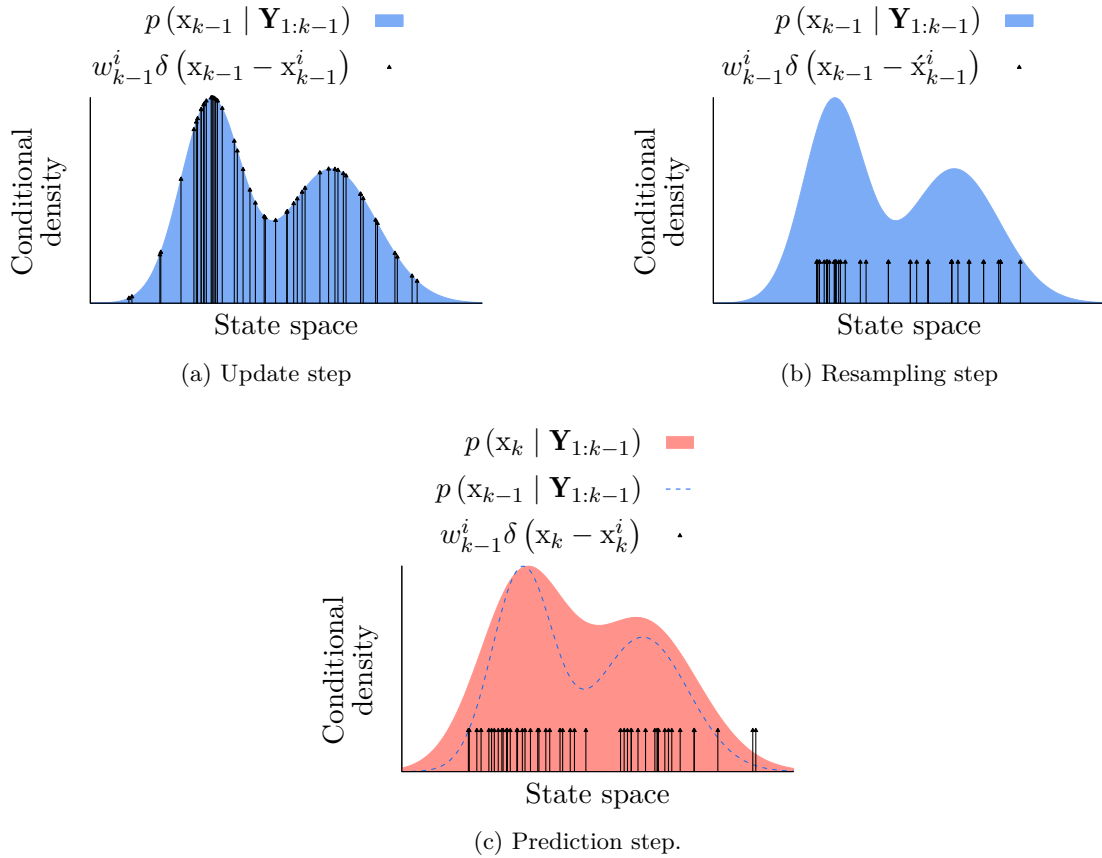 p (x_{k−1} | Y_{1:k−1})
w^i_{k−1} δ (x_{k−1} − x^i_{k−1})
Conditional
density
State space
(a) Update step
p (x_{k−1} | Y_{1:k−1})
w^i_{k−1} δ (x_{k−1} − x́^i_{k−1})
State space
(b) Resampling step
p (x_k | Y_{1:k−1})
p (x_{k−1} | Y_{1:k−1})
w^i_{k−1} δ (x_k − x^i_k)
Conditional
density
State space
(c) Prediction step.
Conditional
density